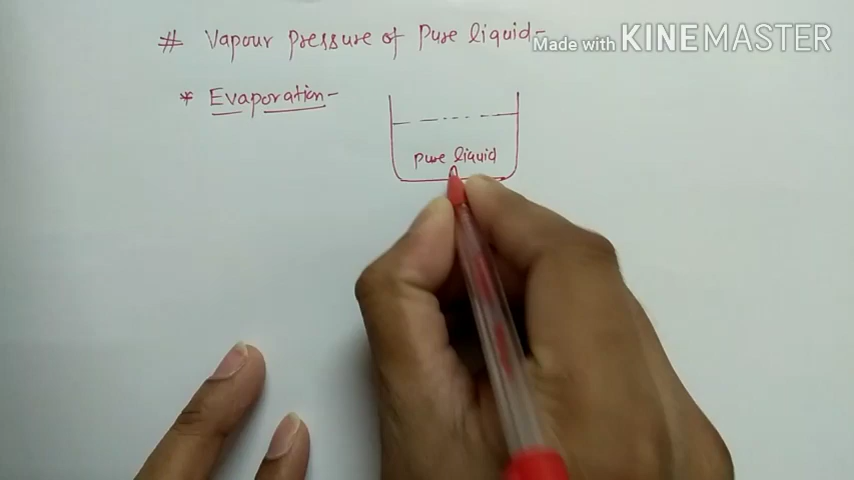 # Vapour pressure of Pure liquid-
Made with KINEMASTER
* Evaporation-
pure liquid